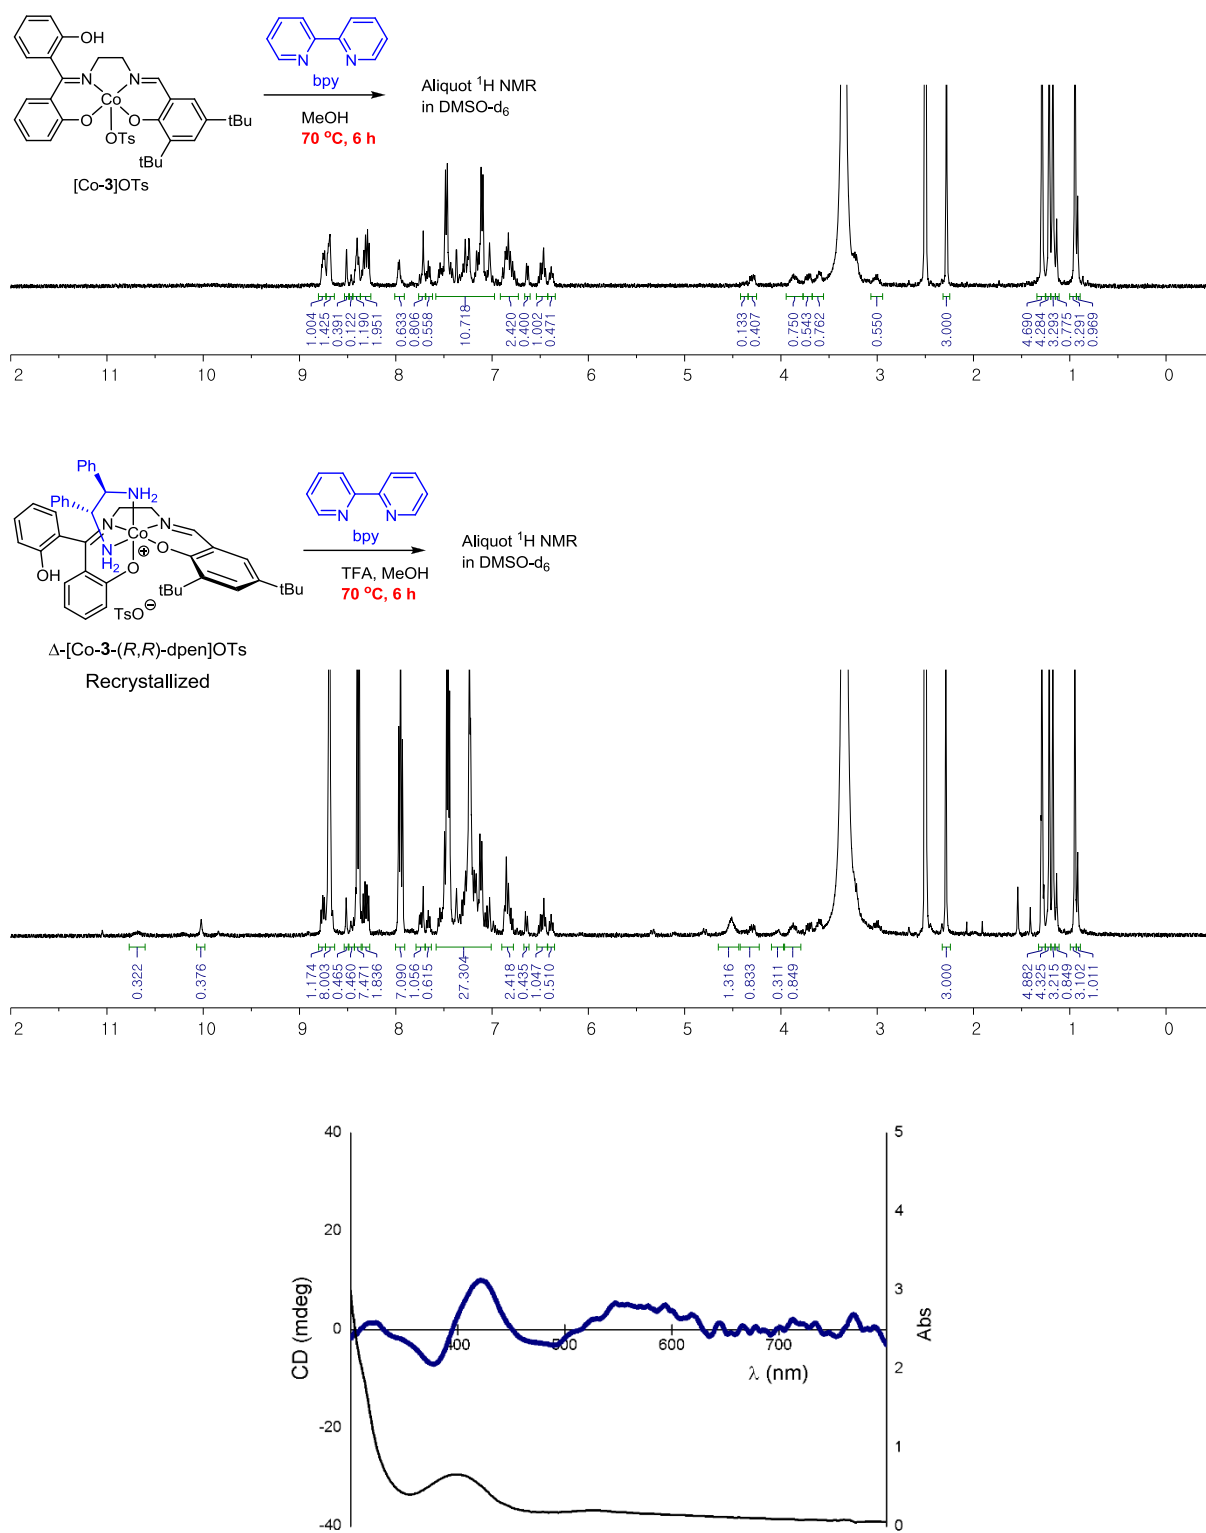 OH
N
N
Co
O
O
OTs
tBu
tBu
[Co-3]OTs
N
N
bpy
MeOH
70 °C, 6 h
Aliquot ¹H NMR
in DMSO-d₆
1.004
1.425
0.391
0.122
1.190
1.951
0.633
0.806
0.558
10.718
2.420
0.400
1.002
0.471
0.133
0.407
0.750
0.543
0.762
0.550
3.000
4.690
4.284
3.293
0.775
3.291
0.969
2 11 10 9 8 7 6 5 4 3 2 1 0
Ph
Ph
NH₂
N
N
Co
⊕
N
H₂
O
O
OH
tBu
tBu
TsO⊖
Δ-[Co-3-(R,R)-dpen]OTs
Recrystallized
N
N
bpy
TFA, MeOH
70 °C, 6 h
Aliquot ¹H NMR
in DMSO-d₆
0.322
0.376
1.174
8.003
0.465
0.460
7.471
1.836
7.090
1.056
0.615
27.304
2.418
0.435
1.047
0.510
1.316
0.833
0.311
0.849
3.000
4.882
4.325
3.215
0.849
3.102
1.011
2 11 10 9 8 7 6 5 4 3 2 1 0
40
20
0
-20
-40
CD (mdeg)
400 500 600 700
λ (nm)
5
4
3
2
1
0
Abs